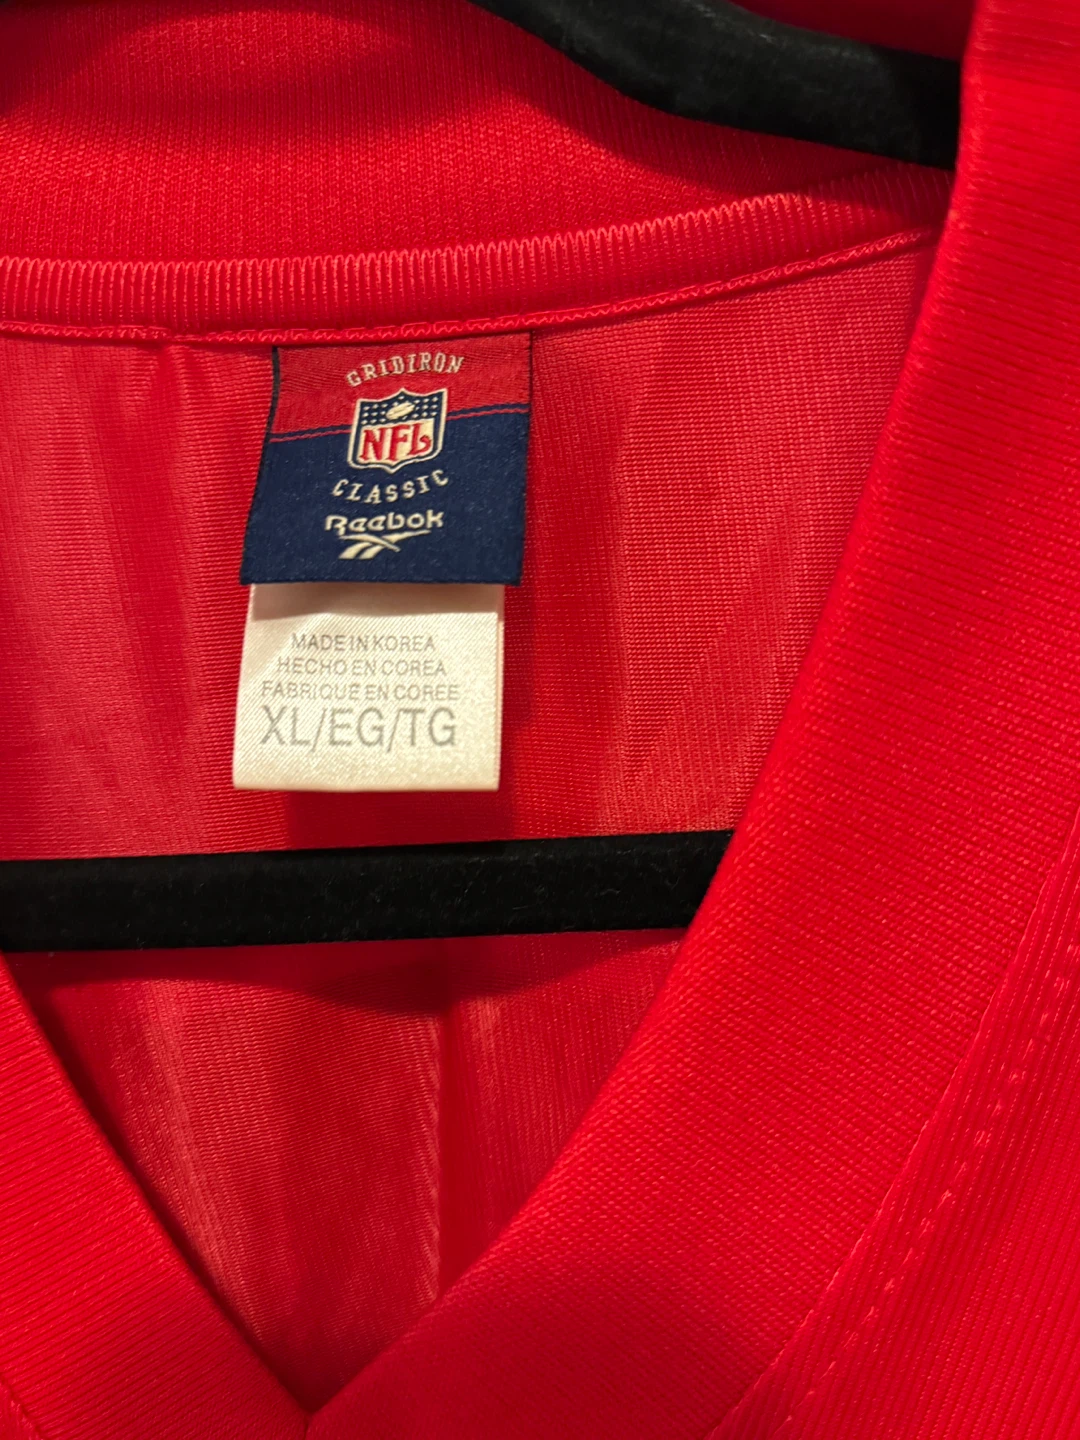 GRIDIRON
NFL
CLASSIC
Reebok
MADE IN KOREA
HECHO EN COREA
FABRIQUE EN COREE
XL/EG/TG